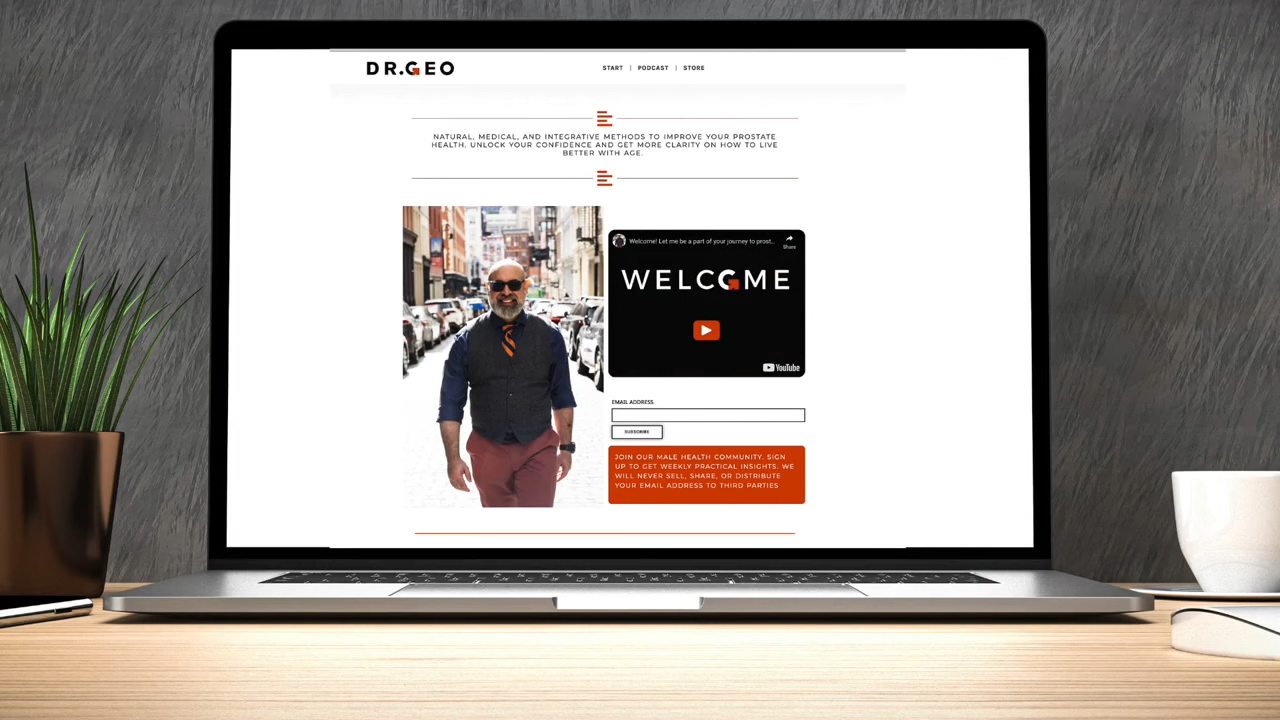 DR.GEO
START | PODCAST | STORE
NATURAL, MEDICAL, AND INTEGRATIVE METHODS TO IMPROVE YOUR PROSTATE
HEALTH. UNLOCK YOUR CONFIDENCE AND GET MORE CLARITY ON HOW TO LIVE
BETTER WITH AGE.
Welcome! Let me be a part of your journey to prost...
Share
WELCOME
YouTube
EMAIL ADDRESS
SUBSCRIBE
JOIN OUR MALE HEALTH COMMUNITY. SIGN
UP TO GET WEEKLY PRACTICAL INSIGHTS. WE
WILL NEVER SELL, SHARE, OR DISTRIBUTE
YOUR EMAIL ADDRESS TO THIRD PARTIES